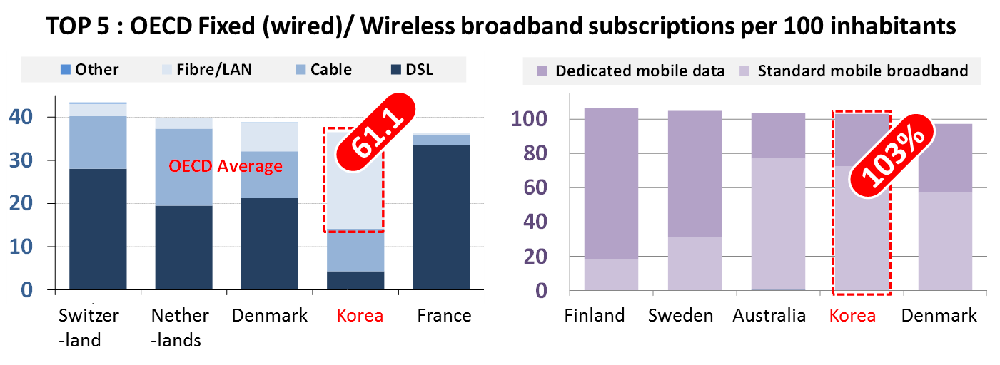 TOP 5 : OECD Fixed (wired)/ Wireless broadband subscriptions per 100 inhabitants
Other Fibre/LAN Cable DSL
40
30
20
10
0
OECD Average
61.1
Switzer Nether Denmark Korea France
-land -lands
Dedicated mobile data Standard mobile broadband
100
80
60
40
20
0
103%
Finland Sweden Australia Korea Denmark